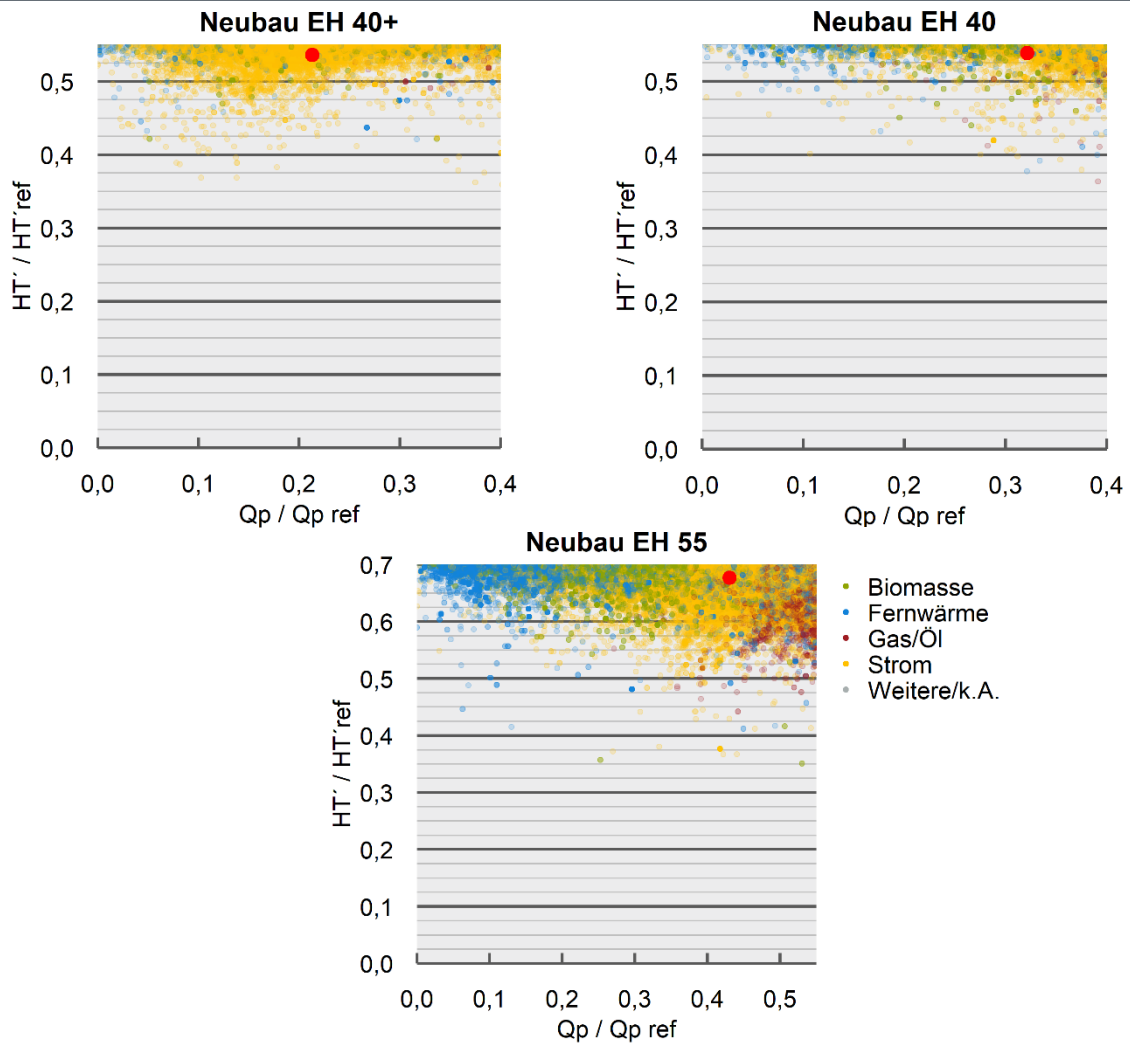 Neubau EH 40+
HT´ / HT´ref
0,5
0,4
0,3
0,2
0,1
0,0
0,0 0,1 0,2 0,3 0,4
Qp / Qp ref
Neubau EH 40
HT´ / HT´ref
0,5
0,4
0,3
0,2
0,1
0,0
0,0 0,1 0,2 0,3 0,4
Qp / Qp ref
Neubau EH 55
HT´ / HT´ref
0,7
0,6
0,5
0,4
0,3
0,2
0,1
0,0
0,0 0,1 0,2 0,3 0,4 0,5
Qp / Qp ref
Biomasse
Fernwärme
Gas/Öl
Strom
Weitere/k.A.